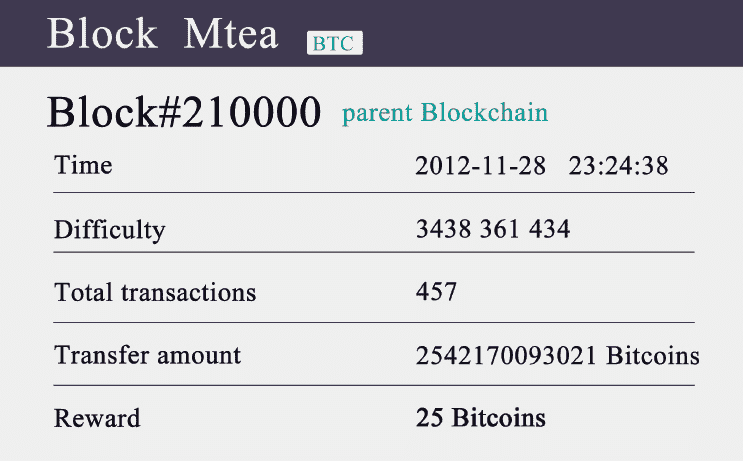 Block Mtea BTC
Block#210000 parent Blockchain
Time 2012-11-28 23:24:38
Difficulty 3438 361 434
Total transactions 457
Transfer amount 2542170093021 Bitcoins
Reward 25 Bitcoins